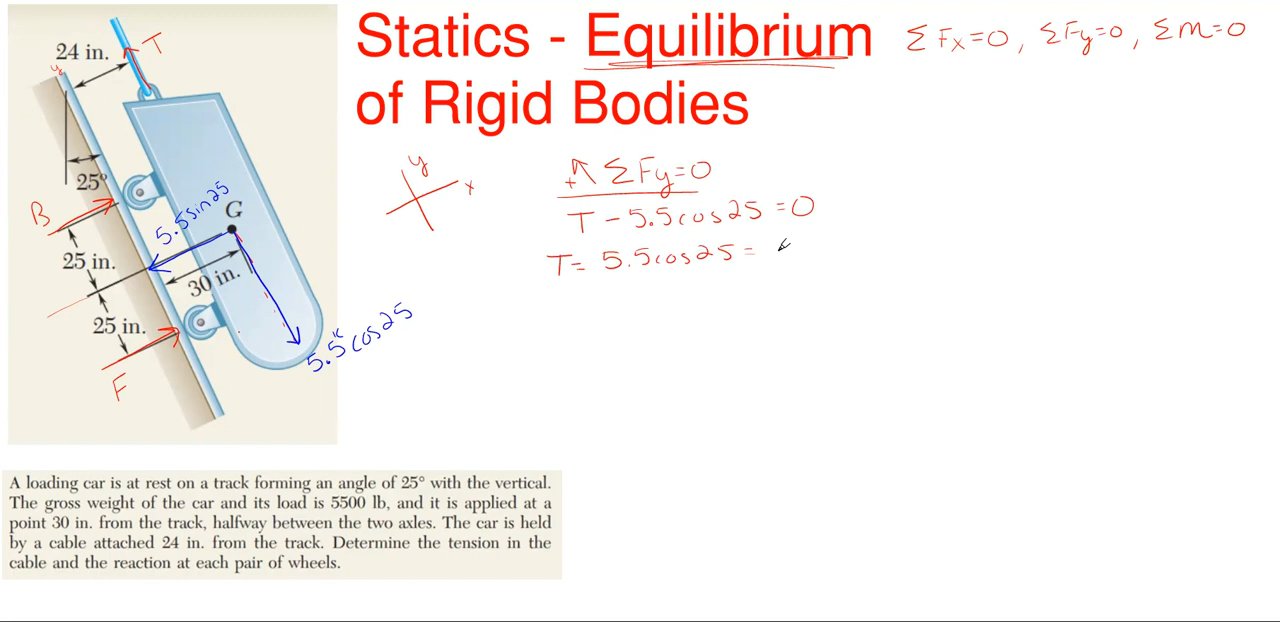 Statics - Equilibrium
of Rigid Bodies
Σ Fx=0, ΣFy=0, Σm=0
24 in.
T
y
25°
B
25 in.
25 in.
F
5.5sin25
G
30 in.
5.5ᵏcos25
y
x
+ ΣFy=0
T - 5.5cos25 = 0
T= 5.5cos25 =
A loading car is at rest on a track forming an angle of 25° with the vertical.
The gross weight of the car and its load is 5500 lb, and it is applied at a
point 30 in. from the track, halfway between the two axles. The car is held
by a cable attached 24 in. from the track. Determine the tension in the
cable and the reaction at each pair of wheels.